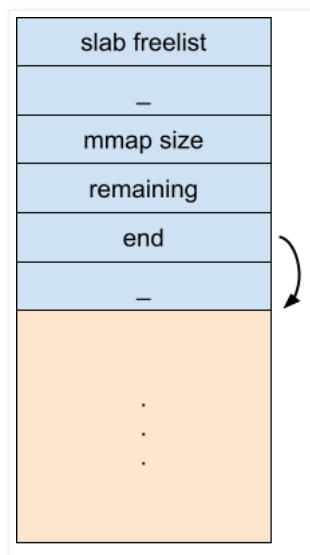 slab freelist
_
mmap size
remaining
end
_
.
.
.